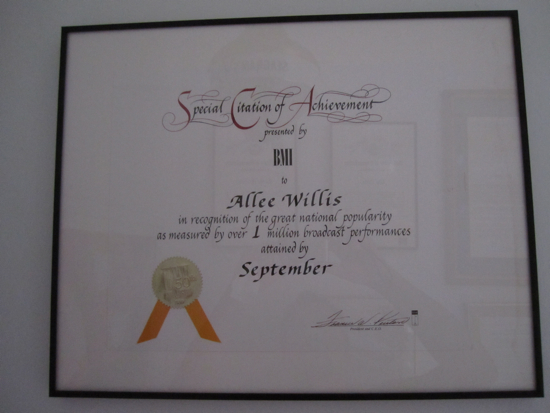 Special Citation of Achievement
presented by
BMI
to
Allee Willis
in recognition of the great national popularity
as measured by over 1 million broadcast performances
attained by
September